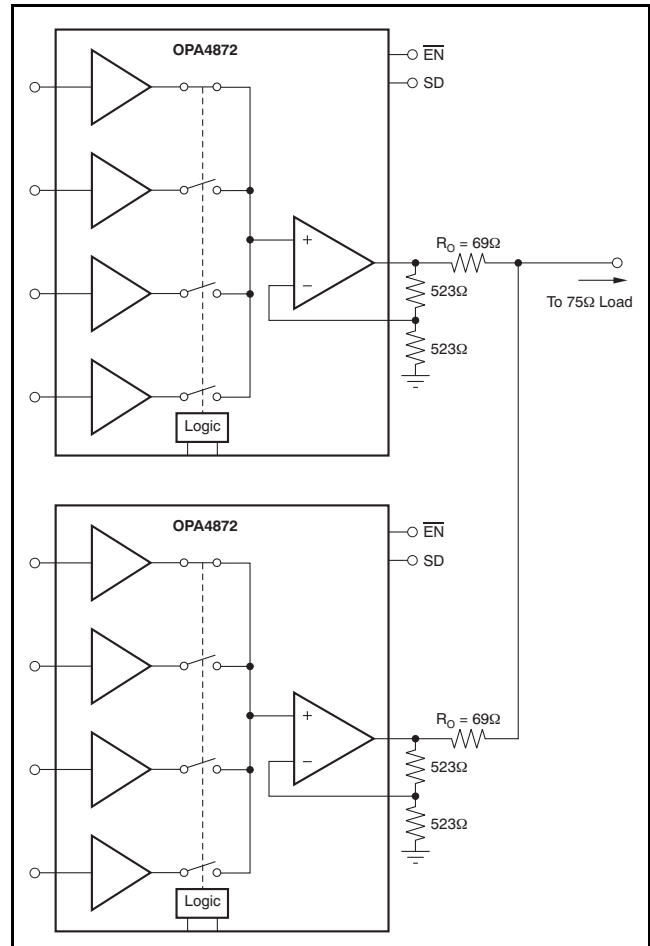 OPA4872
EN
SD
+
−
R_O = 69Ω
523Ω
523Ω
To 75Ω Load
Logic
OPA4872
EN
SD
+
−
R_O = 69Ω
523Ω
523Ω
Logic